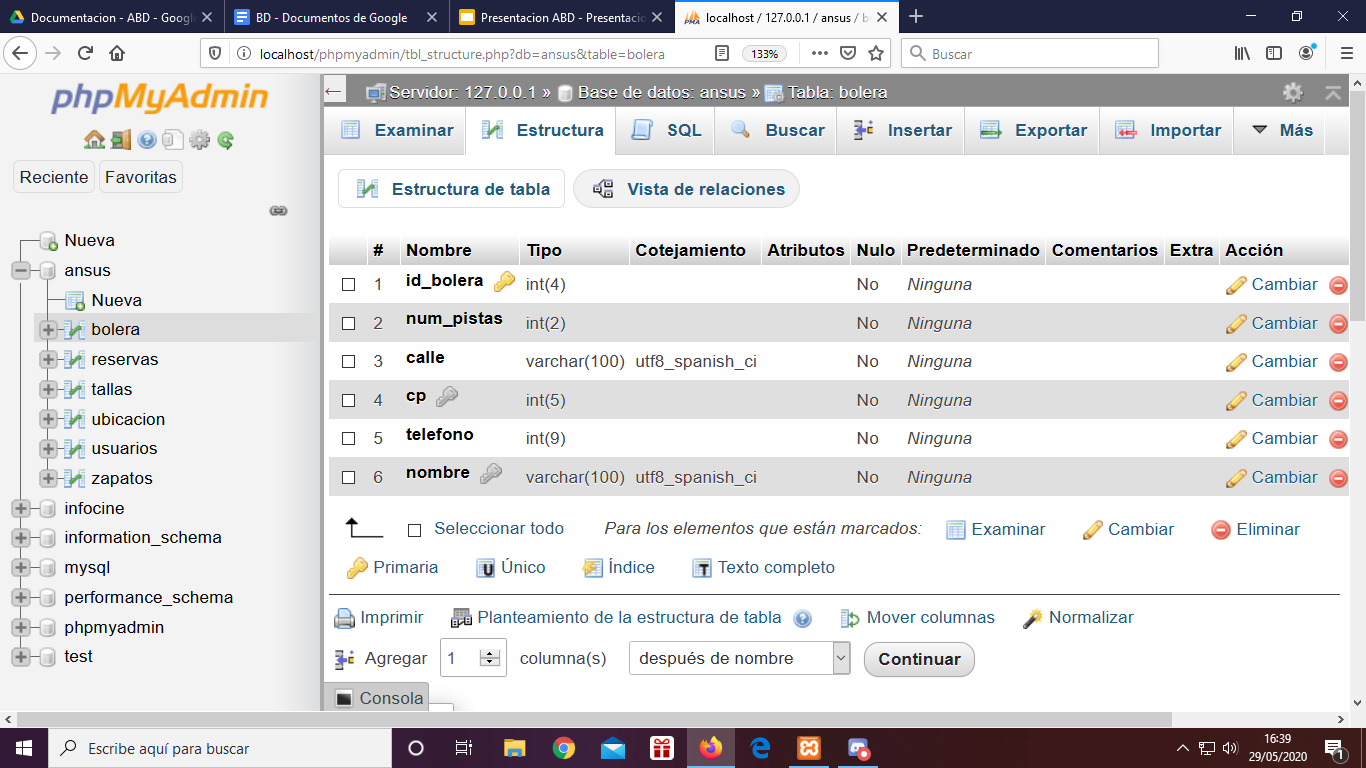 Documentacion - ABD - Googl
BD - Documentos de Google
Presentacion ABD - Presentacio
localhost / 127.0.0.1 / ansus / b
localhost/phpmyadmin/tbl_structure.php?db=ansus&table=bolera
133%
Buscar
phpMyAdmin
Reciente
Favoritas
Nueva
ansus
Nueva
bolera
reservas
tallas
ubicacion
usuarios
zapatos
infocine
information_schema
mysql
performance_schema
phpmyadmin
test
Servidor: 127.0.0.1 » Base de datos: ansus » Tabla: bolera
Examinar Estructura SQL Buscar Insertar Exportar Importar Más
Estructura de tabla Vista de relaciones
# Nombre Tipo Cotejamiento Atributos Nulo Predeterminado Comentarios Extra Acción
1 id_bolera int(4) No Ninguna Cambiar
2 num_pistas int(2) No Ninguna Cambiar
3 calle varchar(100) utf8_spanish_ci No Ninguna Cambiar
4 cp int(5) No Ninguna Cambiar
5 telefono int(9) No Ninguna Cambiar
6 nombre varchar(100) utf8_spanish_ci No Ninguna Cambiar
Seleccionar todo Para los elementos que están marcados: Examinar Cambiar Eliminar
Primaria Único Índice Texto completo
Imprimir Planteamiento de la estructura de tabla Mover columnas Normalizar
Agregar 1 columna(s) después de nombre Continuar
Consola
Escribe aquí para buscar
16:39
29/05/2020
1